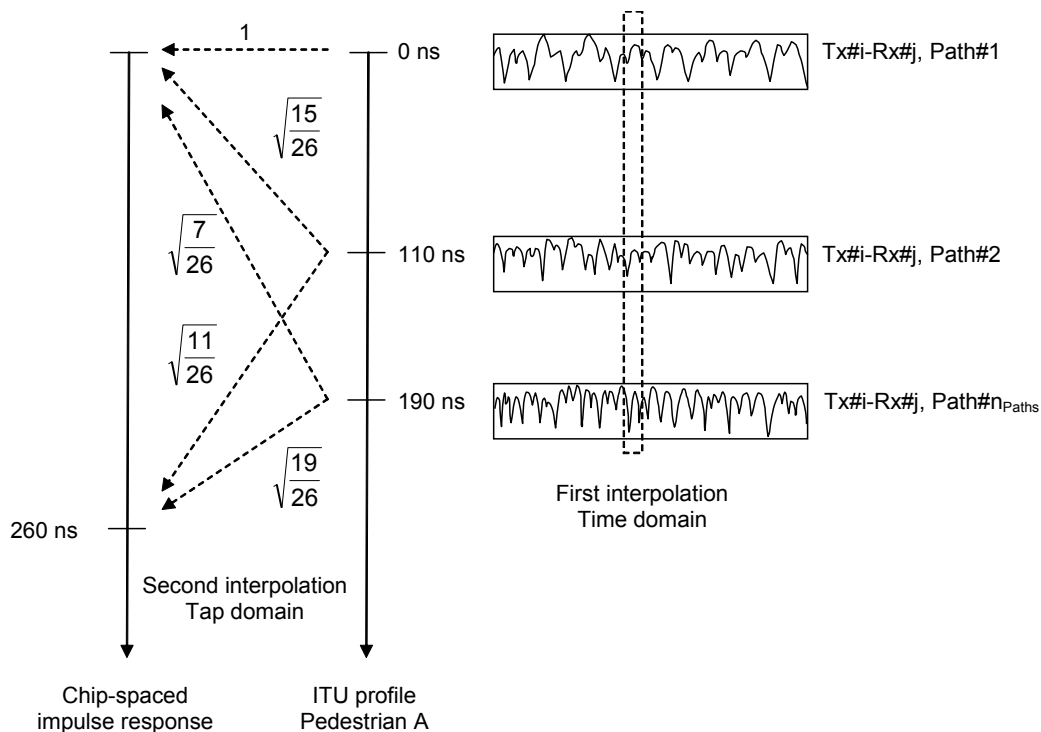 1
0 ns
Tx#i-Rx#j, Path#1
√(15/26)
√(7/26)
110 ns
Tx#i-Rx#j, Path#2
√(11/26)
190 ns
Tx#i-Rx#j, Path#nPaths
√(19/26)
First interpolation
Time domain
260 ns
Second interpolation
Tap domain
Chip-spaced
impulse response
ITU profile
Pedestrian A